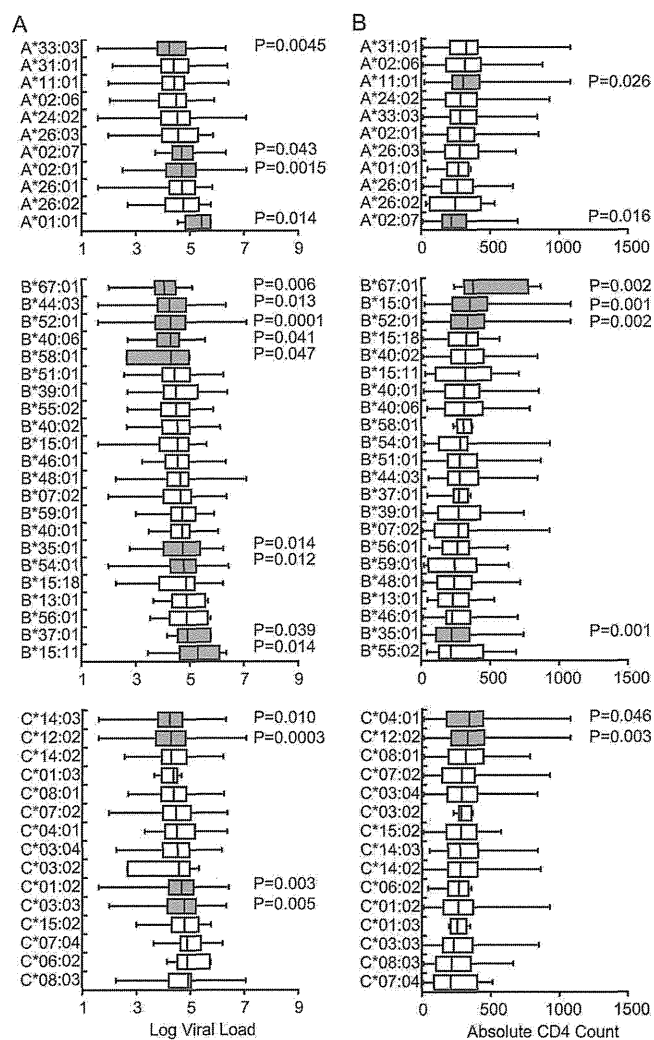 A
A*33:03 P=0.0045
A*31:01
A*11:01
A*02:06
A*24:02
A*26:03
A*02:07 P=0.043
A*02:01 P=0.0015
A*26:01
A*26:02
A*01:01 P=0.014
1 3 5 7 9
B*67:01 P=0.006
B*44:03 P=0.013
B*52:01 P=0.0001
B*40:06 P=0.041
B*58:01 P=0.047
B*51:01
B*39:01
B*55:02
B*40:02
B*15:01
B*46:01
B*48:01
B*07:02
B*59:01
B*40:01
B*35:01 P=0.014
B*54:01 P=0.012
B*15:18
B*13:01
B*56:01
B*37:01 P=0.039
B*15:11 P=0.014
1 3 5 7 9
C*14:03 P=0.010
C*12:02 P=0.0003
C*14:02
C*01:03
C*08:01
C*07:02
C*04:01
C*03:04
C*03:02
C*01:02 P=0.003
C*03:03 P=0.005
C*15:02
C*07:04
C*06:02
C*08:03
1 3 5 7 9
Log Viral Load
B
A*31:01
A*02:06
A*11:01 P=0.026
A*24:02
A*33:03
A*02:01
A*26:03
A*01:01
A*26:01
A*26:02
A*02:07 P=0.016
0 500 1000 1500
B*67:01 P=0.002
B*15:01 P=0.001
B*52:01 P=0.002
B*15:18
B*40:02
B*15:11
B*40:01
B*40:06
B*58:01
B*54:01
B*51:01
B*44:03
B*37:01
B*39:01
B*07:02
B*56:01
B*59:01
B*48:01
B*13:01
B*46:01
B*35:01 P=0.001
B*55:02
0 500 1000 1500
C*04:01 P=0.046
C*12:02 P=0.003
C*08:01
C*07:02
C*03:04
C*03:02
C*15:02
C*14:03
C*14:02
C*06:02
C*01:02
C*01:03
C*03:03
C*08:03
C*07:04
0 500 1000 1500
Absolute CD4 Count